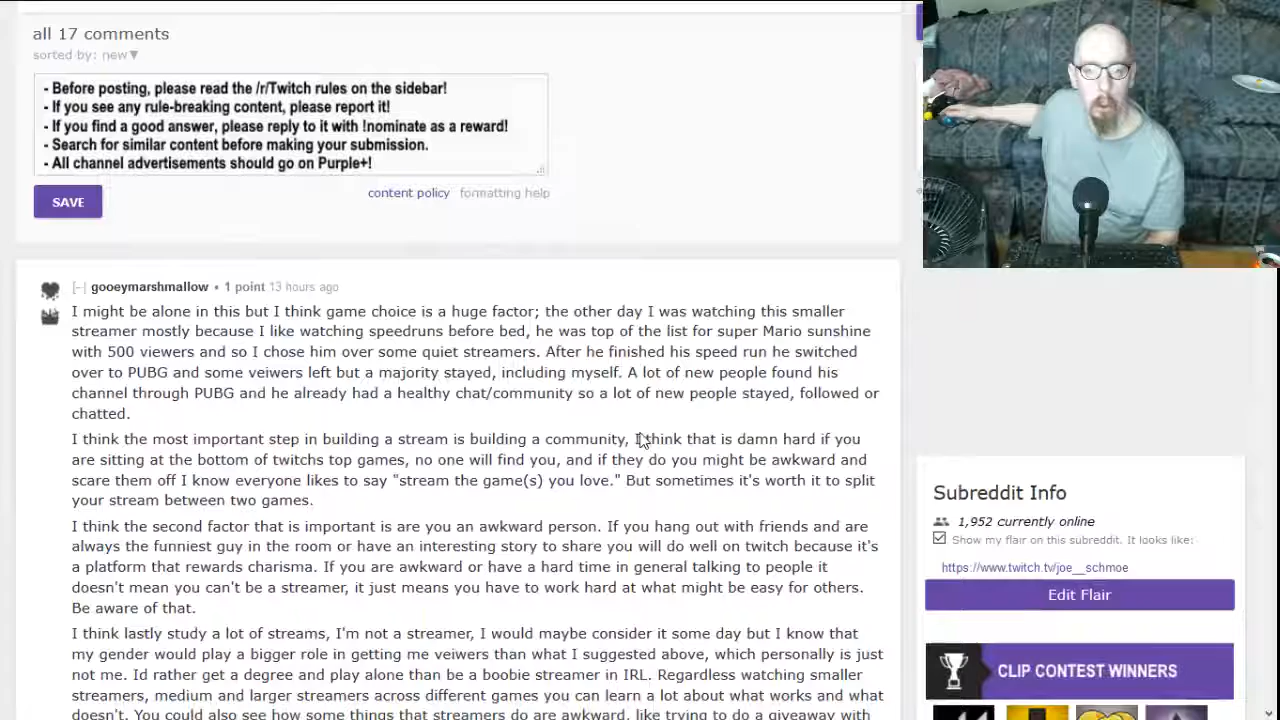 all 17 comments
sorted by: new▼
- Before posting, please read the /r/Twitch rules on the sidebar!
- If you see any rule-breaking content, please report it!
- If you find a good answer, please reply to it with !nominate as a reward!
- Search for similar content before making your submission.
- All channel advertisements should go on Purple+!
SAVE
content policy formatting help
[–] gooeymarshmallow • 1 point 13 hours ago
I might be alone in this but I think game choice is a huge factor; the other day I was watching this smaller
streamer mostly because I like watching speedruns before bed, he was top of the list for super Mario sunshine
with 500 viewers and so I chose him over some quiet streamers. After he finished his speed run he switched
over to PUBG and some veiwers left but a majority stayed, including myself. A lot of new people found his
channel through PUBG and he already had a healthy chat/community so a lot of new people stayed, followed or
chatted.
I think the most important step in building a stream is building a community, I think that is damn hard if you
are sitting at the bottom of twitchs top games, no one will find you, and if they do you might be awkward and
scare them off I know everyone likes to say "stream the game(s) you love." But sometimes it's worth it to split
your stream between two games.
I think the second factor that is important is are you an awkward person. If you hang out with friends and are
always the funniest guy in the room or have an interesting story to share you will do well on twitch because it's
a platform that rewards charisma. If you are awkward or have a hard time in general talking to people it
doesn't mean you can't be a streamer, it just means you have to work hard at what might be easy for others.
Be aware of that.
I think lastly study a lot of streams, I'm not a streamer, I would maybe consider it some day but I know that
my gender would play a bigger role in getting me veiwers than what I suggested above, which personally is just
not me. Id rather get a degree and play alone than be a boobie streamer in IRL. Regardless watching smaller
streamers, medium and larger streamers across different games you can learn a lot about what works and what
doesn't. You could also see how some things that streamers do are awkward, like trying to do a giveaway with
Subreddit Info
1,952 currently online
Show my flair on this subreddit. It looks like:
https://www.twitch.tv/joe__schmoe
Edit Flair
CLIP CONTEST WINNERS